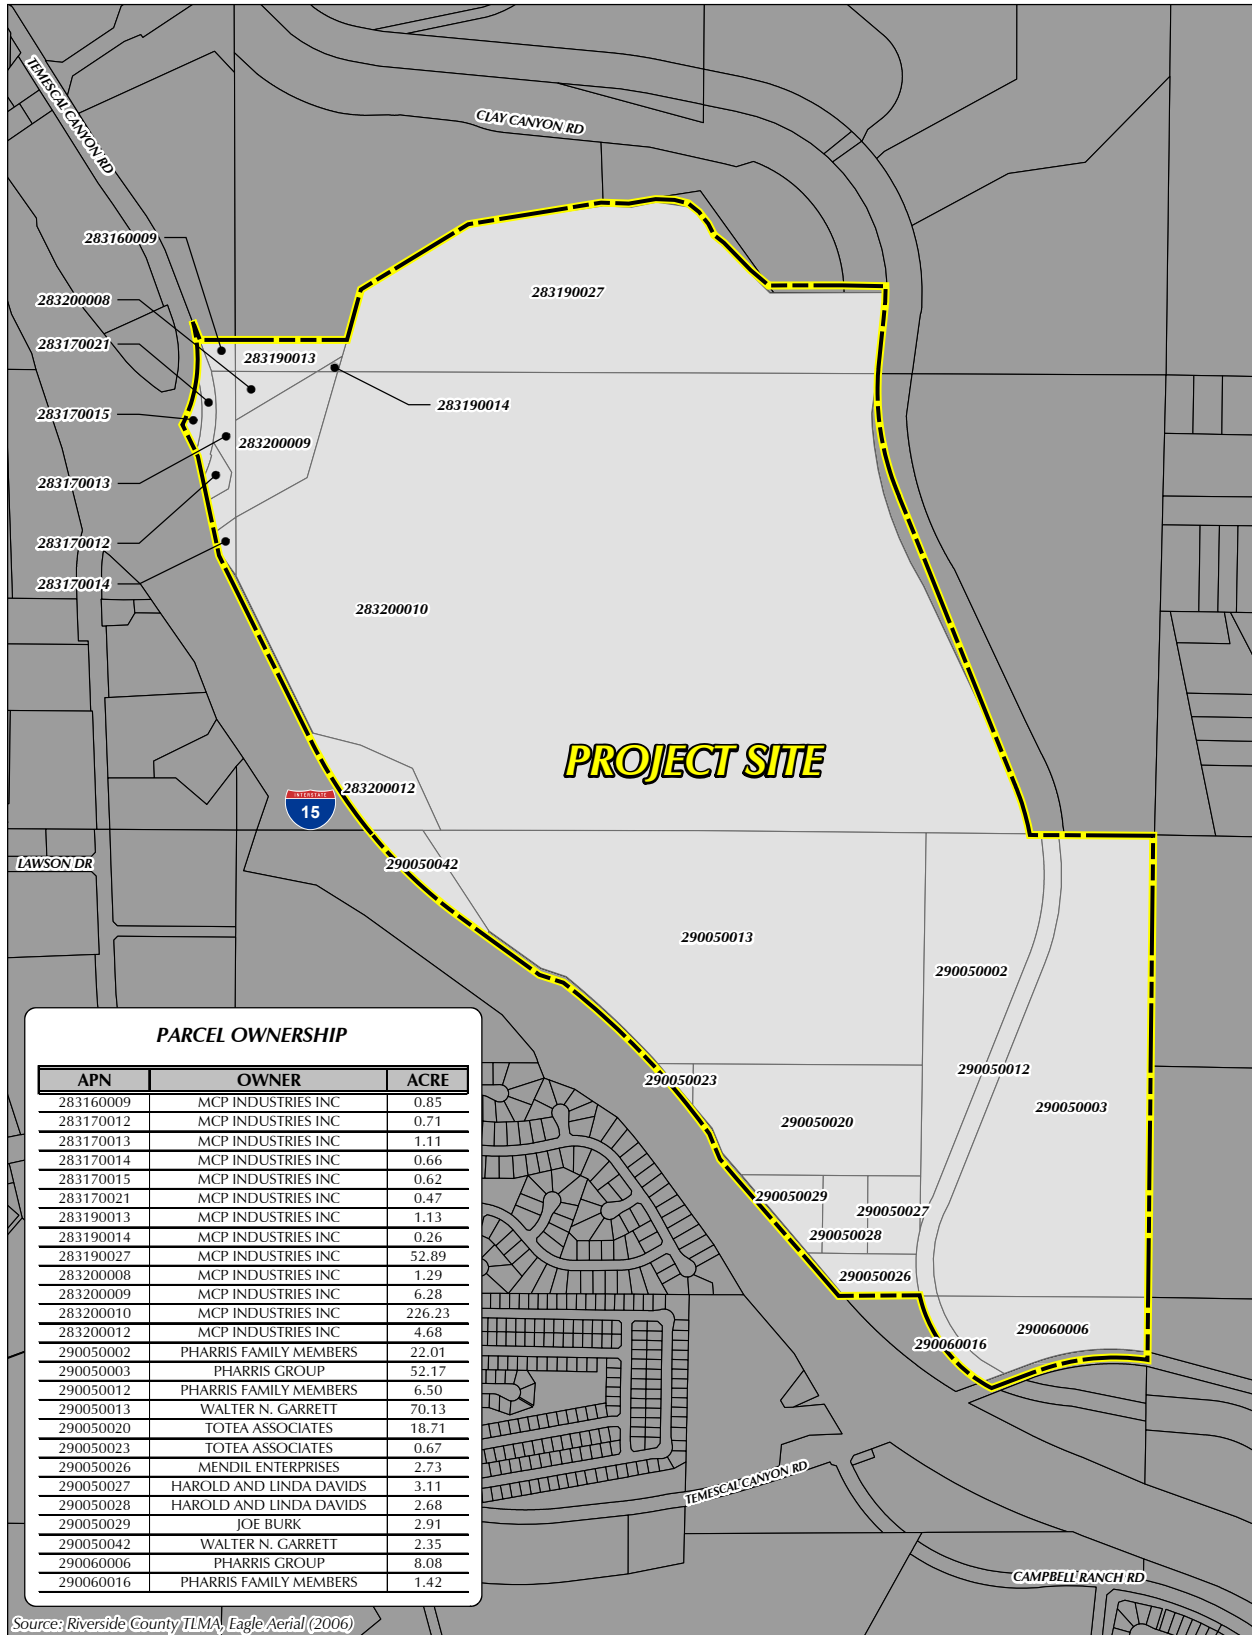 TEMESCAL CANYON RD
CLAY CANYON RD
283160009
283190027
283200008
283170021
283190013
283190014
283170015
283200009
283170013
283170012
283170014
283200010
PROJECT SITE
283200012
INTERSTATE
15
LAWSON DR
290050042
290050013
290050002
290050012
290050023
290050003
290050020
290050029
290050027
290050028
290050026
290060006
290060016
PARCEL OWNERSHIP
APN OWNER ACRE
283160009 MCP INDUSTRIES INC 0.85
283170012 MCP INDUSTRIES INC 0.71
283170013 MCP INDUSTRIES INC 1.11
283170014 MCP INDUSTRIES INC 0.66
283170015 MCP INDUSTRIES INC 0.62
283170021 MCP INDUSTRIES INC 0.47
283190013 MCP INDUSTRIES INC 1.13
283190014 MCP INDUSTRIES INC 0.26
283190027 MCP INDUSTRIES INC 52.89
283200008 MCP INDUSTRIES INC 1.29
283200009 MCP INDUSTRIES INC 6.28
283200010 MCP INDUSTRIES INC 226.23
283200012 MCP INDUSTRIES INC 4.68
290050002 PHARRIS FAMILY MEMBERS 22.01
290050003 PHARRIS GROUP 52.17
290050012 PHARRIS FAMILY MEMBERS 6.50
290050013 WALTER N. GARRETT 70.13
290050020 TOTEA ASSOCIATES 18.71
290050023 TOTEA ASSOCIATES 0.67
290050026 MENDIL ENTERPRISES 2.73
290050027 HAROLD AND LINDA DAVIDS 3.11
290050028 HAROLD AND LINDA DAVIDS 2.68
290050029 JOE BURK 2.91
290050042 WALTER N. GARRETT 2.35
290060006 PHARRIS GROUP 8.08
290060016 PHARRIS FAMILY MEMBERS 1.42
TEMESCAL CANYON RD
CAMPBELL RANCH RD
Source: Riverside County TLMA, Eagle Aerial (2006)